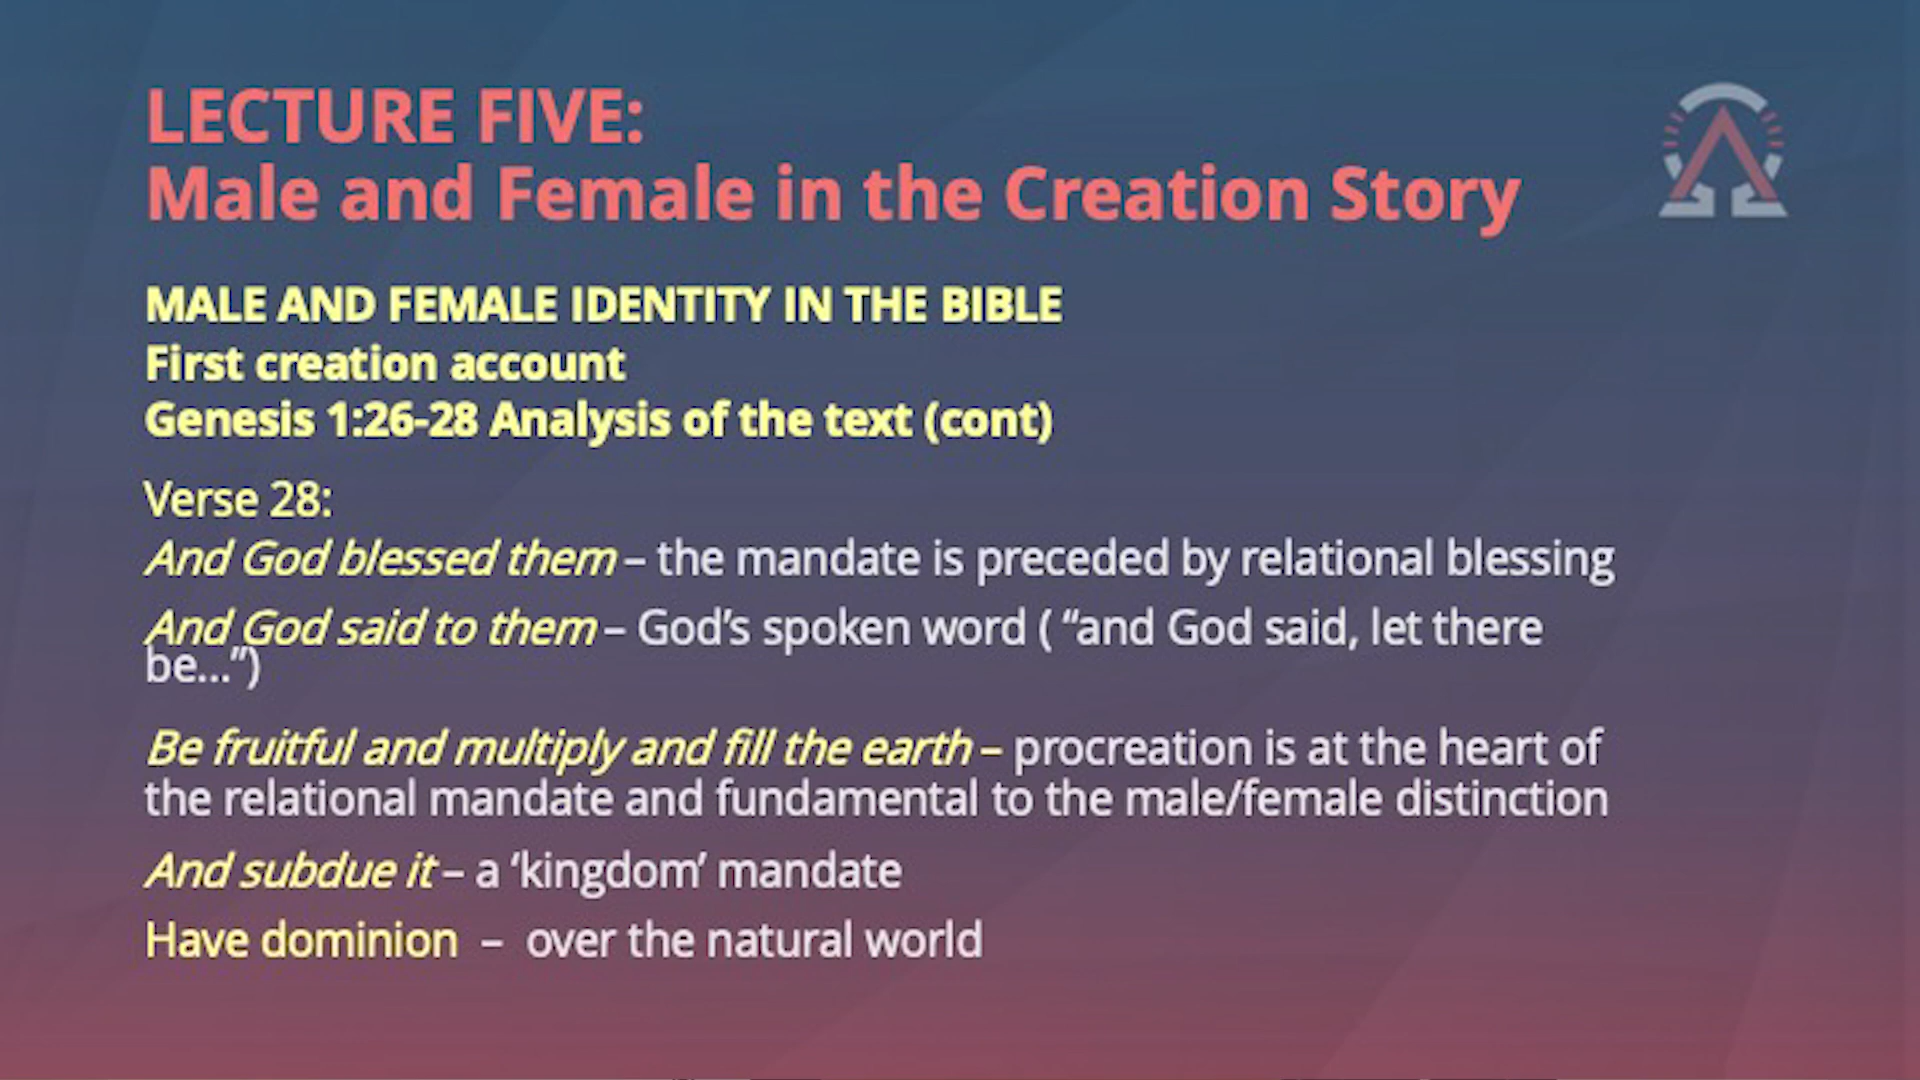 LECTURE FIVE:
Male and Female in the Creation Story
MALE AND FEMALE IDENTITY IN THE BIBLE
First creation account
Genesis 1:26-28 Analysis of the text (cont)
Verse 28:
And God blessed them – the mandate is preceded by relational blessing
And God said to them – God’s spoken word ( “and God said, let there
be...”)
Be fruitful and multiply and fill the earth – procreation is at the heart of
the relational mandate and fundamental to the male/female distinction
And subdue it – a ‘kingdom’ mandate
Have dominion – over the natural world